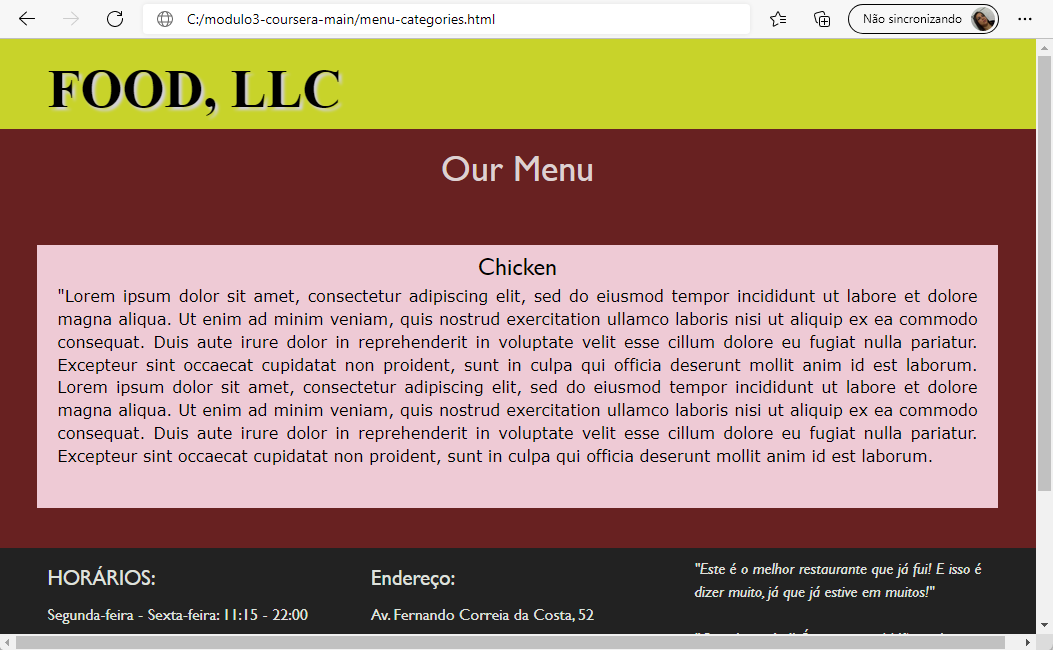 C:/modulo3-coursera-main/menu-categories.html
Não sincronizando
FOOD, LLC
Our Menu
Chicken
"Lorem ipsum dolor sit amet, consectetur adipiscing elit, sed do eiusmod tempor incididunt ut labore et dolore
magna aliqua. Ut enim ad minim veniam, quis nostrud exercitation ullamco laboris nisi ut aliquip ex ea commodo
consequat. Duis aute irure dolor in reprehenderit in voluptate velit esse cillum dolore eu fugiat nulla pariatur.
Excepteur sint occaecat cupidatat non proident, sunt in culpa qui officia deserunt mollit anim id est laborum.
Lorem ipsum dolor sit amet, consectetur adipiscing elit, sed do eiusmod tempor incididunt ut labore et dolore
magna aliqua. Ut enim ad minim veniam, quis nostrud exercitation ullamco laboris nisi ut aliquip ex ea commodo
consequat. Duis aute irure dolor in reprehenderit in voluptate velit esse cillum dolore eu fugiat nulla pariatur.
Excepteur sint occaecat cupidatat non proident, sunt in culpa qui officia deserunt mollit anim id est laborum.
HORÁRIOS:
Segunda-feira - Sexta-feira: 11:15 - 22:00
Endereço:
Av. Fernando Correia da Costa, 52
"Este é o melhor restaurante que já fui! E isso é
dizer muito, já que já estive em muitos!"